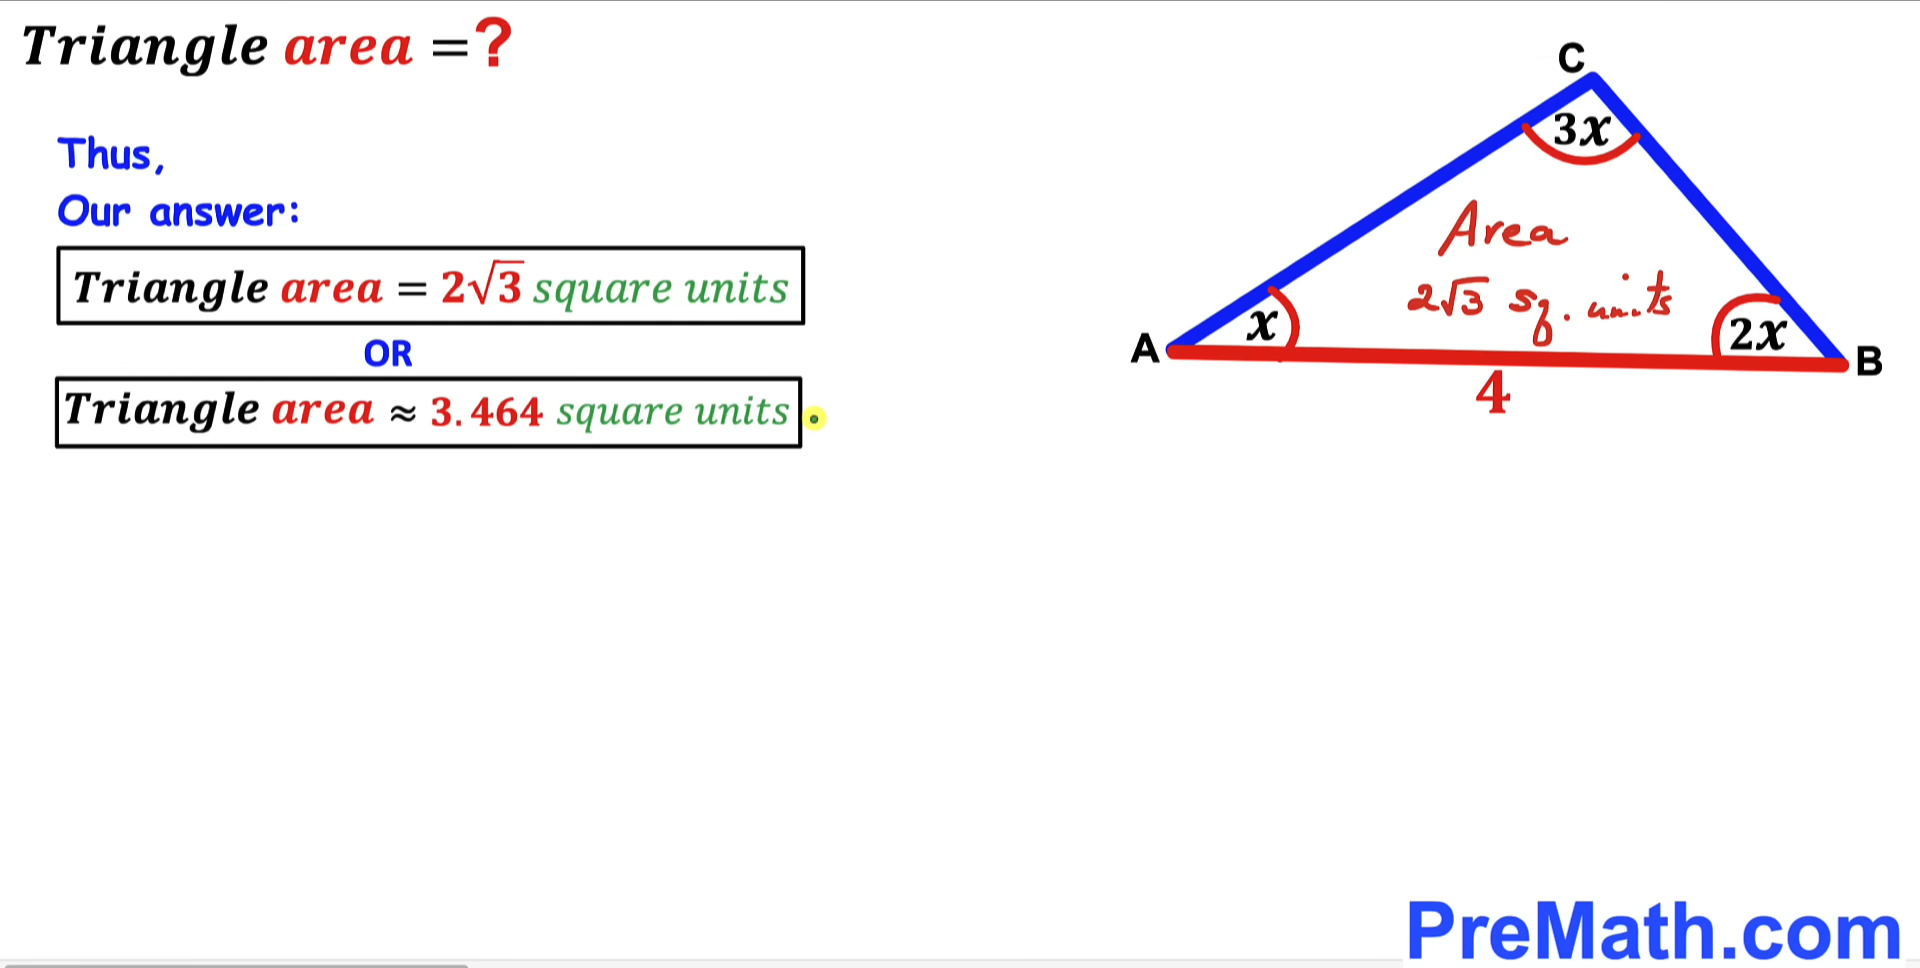 Triangle area =?
Thus,
Our answer:
Triangle area = 2√3 square units
OR
Triangle area ≈ 3.464 square units
C
3x
Area
2√3 sq. units
A
x
2x
B
4
PreMath.com